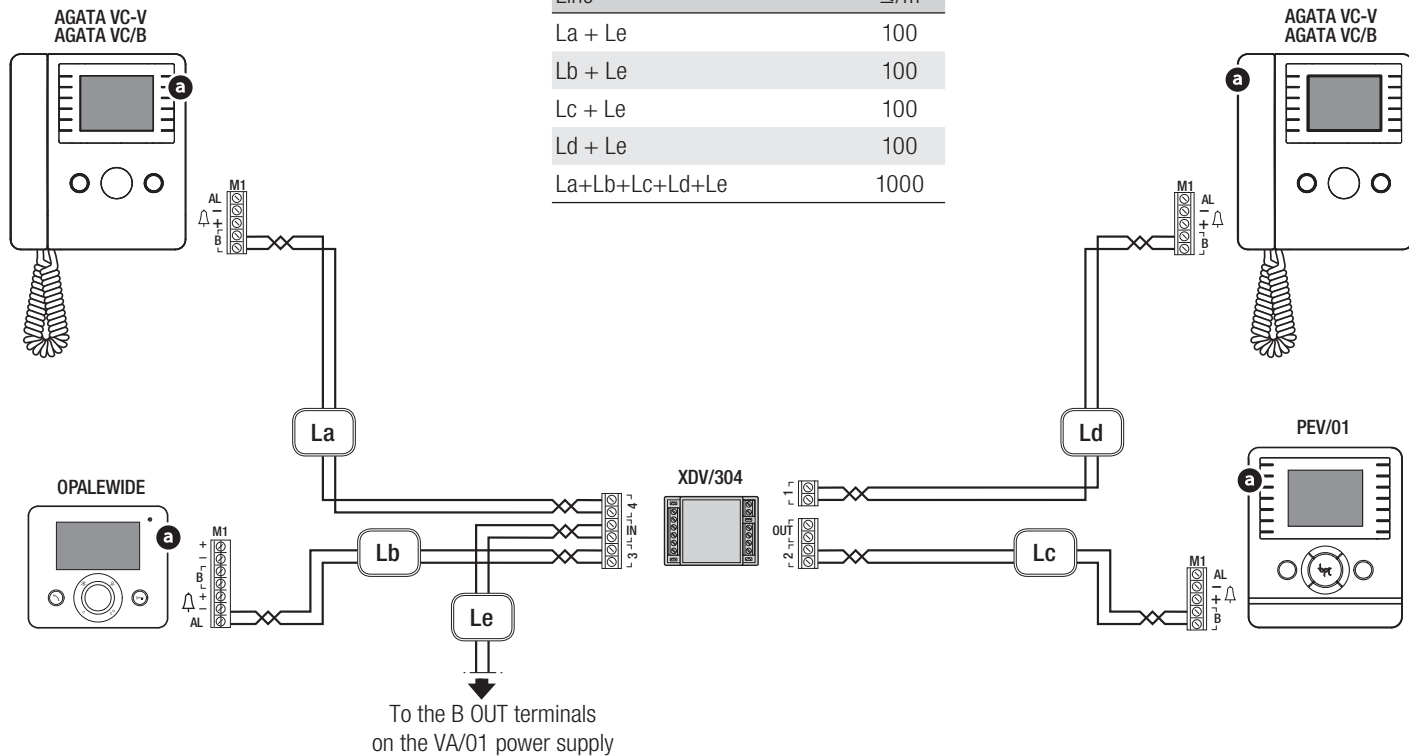 Line ≤/m
La + Le 100
Lb + Le 100
Lc + Le 100
Ld + Le 100
La+Lb+Lc+Ld+Le 1000
AGATA VC-V
AGATA VC/B
a
M1
AL
−
+
B
AGATA VC-V
AGATA VC/B
a
M1
AL
−
+
B
La
Ld
OPALEWIDE
a
M1
+
−
B
+
−
AL
Lb
Le
XDV/304
4
IN
3
1
OUT
2
Lc
PEV/01
a
M1
AL
−
+
B
bpt
To the B OUT terminals
on the VA/01 power supply